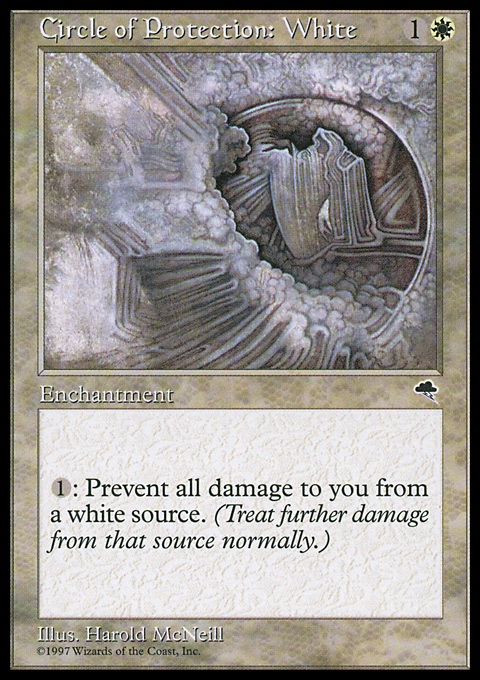 Circle of Protection: White 1
Enchantment
1: Prevent all damage to you from
a white source. (Treat further damage
from that source normally.)
Illus. Harold McNeill
©1997 Wizards of the Coast, Inc.